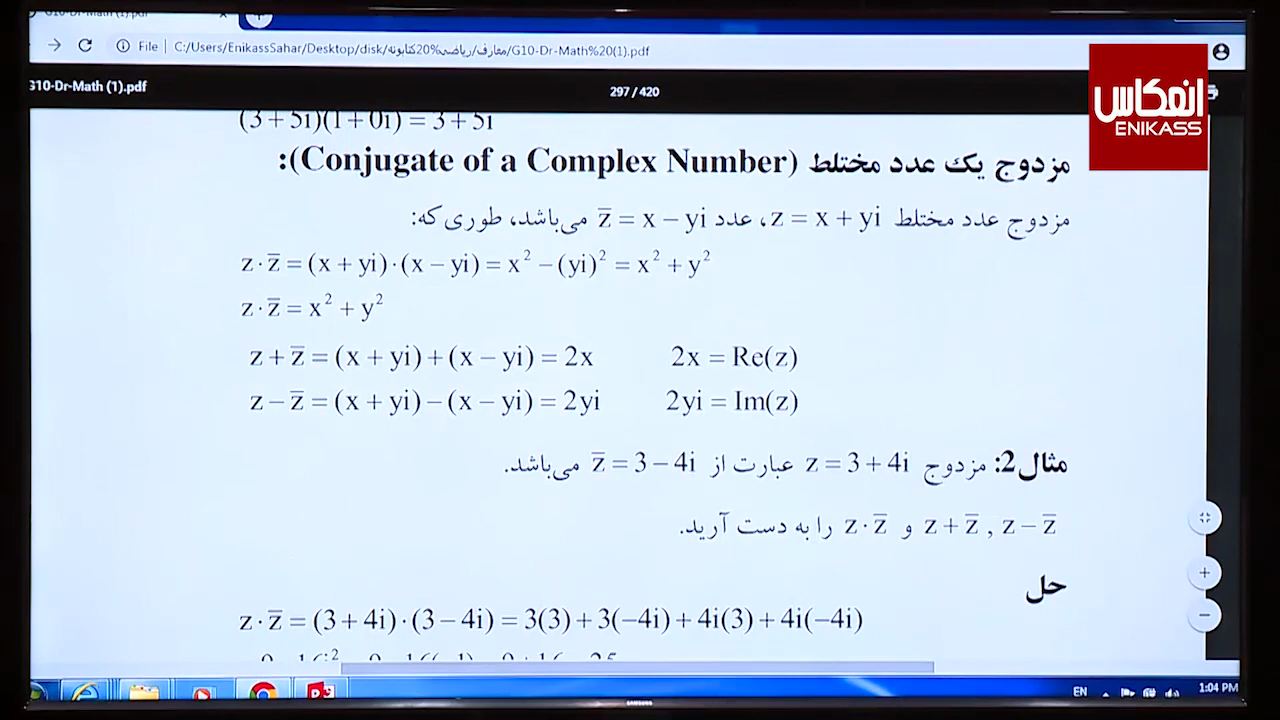 G10-Dr-Math (1).pdf
File | C:/Users/EnikassSahar/Desktop/disk/معارف/ریاضی%20کتابونه/G10-Dr-Math%20(1).pdf
G10-Dr-Math (1).pdf
297 / 420
انعکاس
ENIKASS
(3+5i)(1+0i) = 3+5i
مزدوج یک عدد مختلط (Conjugate of a Complex Number):
مزدوج عدد مختلط z = x + yi، عدد z̅ = x − yi می‌باشد، طوری که:
z · z̅ = (x + yi) · (x − yi) = x² − (yi)² = x² + y²
z · z̅ = x² + y²
z + z̅ = (x + yi) + (x − yi) = 2x 2x = Re(z)
z − z̅ = (x + yi) − (x − yi) = 2yi 2yi = Im(z)
مثال 2: مزدوج z = 3 + 4i عبارت از z̅ = 3 − 4i می‌باشد.
z + z̅ , z − z̅ و z · z̅ را به دست آرید.
حل
z · z̅ = (3 + 4i) · (3 − 4i) = 3(3) + 3(−4i) + 4i(3) + 4i(−4i)
EN
1:04 PM
SAMSUNG